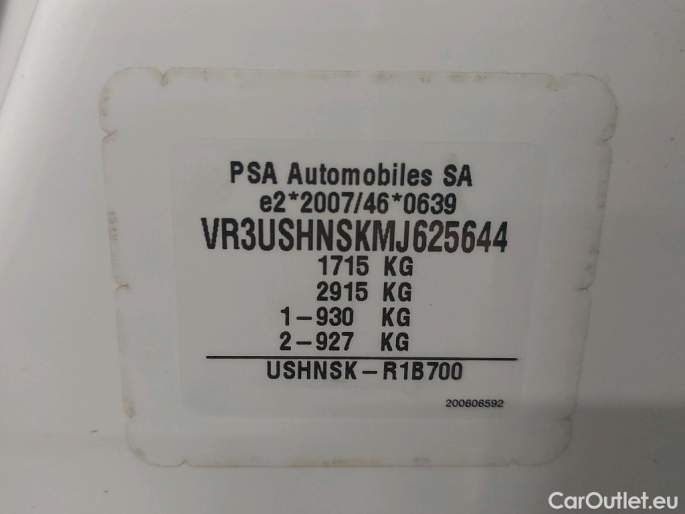 PSA Automobiles SA
e2*2007/46*0639
VR3USHNSKMJ625644
1715 KG
2915 KG
1-930 KG
2-927 KG
USHNSK-R1B700
200606592
CarOutlet.eu